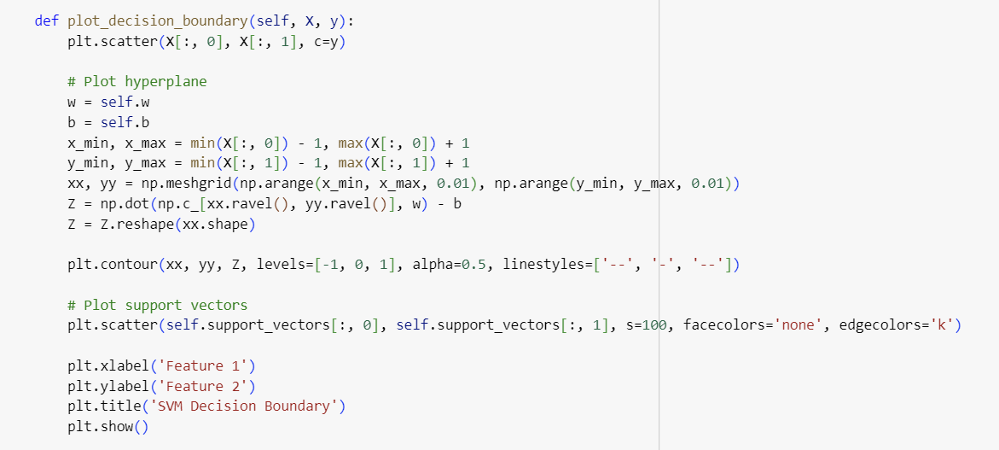 def plot_decision_boundary(self, X, y):
plt.scatter(X[:, 0], X[:, 1], c=y)
# Plot hyperplane
w = self.w
b = self.b
x_min, x_max = min(X[:, 0]) - 1, max(X[:, 0]) + 1
y_min, y_max = min(X[:, 1]) - 1, max(X[:, 1]) + 1
xx, yy = np.meshgrid(np.arange(x_min, x_max, 0.01), np.arange(y_min, y_max, 0.01))
Z = np.dot(np.c_[xx.ravel(), yy.ravel()], w) - b
Z = Z.reshape(xx.shape)
plt.contour(xx, yy, Z, levels=[-1, 0, 1], alpha=0.5, linestyles=['--', '-', '--'])
# Plot support vectors
plt.scatter(self.support_vectors[:, 0], self.support_vectors[:, 1], s=100, facecolors='none', edgecolors='k')
plt.xlabel('Feature 1')
plt.ylabel('Feature 2')
plt.title('SVM Decision Boundary')
plt.show()